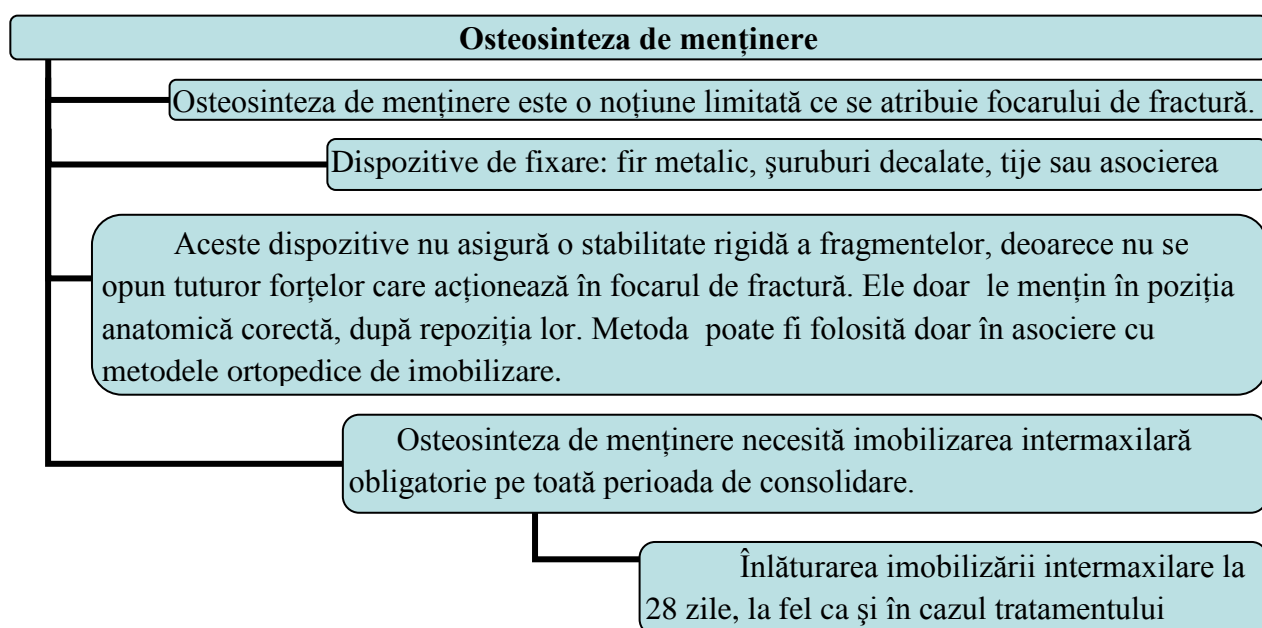 Osteosinteza de menținere
Osteosinteza de menținere este o noțiune limitată ce se atribuie focarului de fractură.
Dispozitive de fixare: fir metalic, şuruburi decalate, tije sau asocierea
Aceste dispozitive nu asigură o stabilitate rigidă a fragmentelor, deoarece nu se
opun tuturor forțelor care acționează în focarul de fractură. Ele doar le mențin în poziția
anatomică corectă, după repoziția lor. Metoda poate fi folosită doar în asociere cu
metodele ortopedice de imobilizare.
Osteosinteza de menținere necesită imobilizarea intermaxilară
obligatorie pe toată perioada de consolidare.
Înlăturarea imobilizării intermaxilare la
28 zile, la fel ca şi în cazul tratamentului